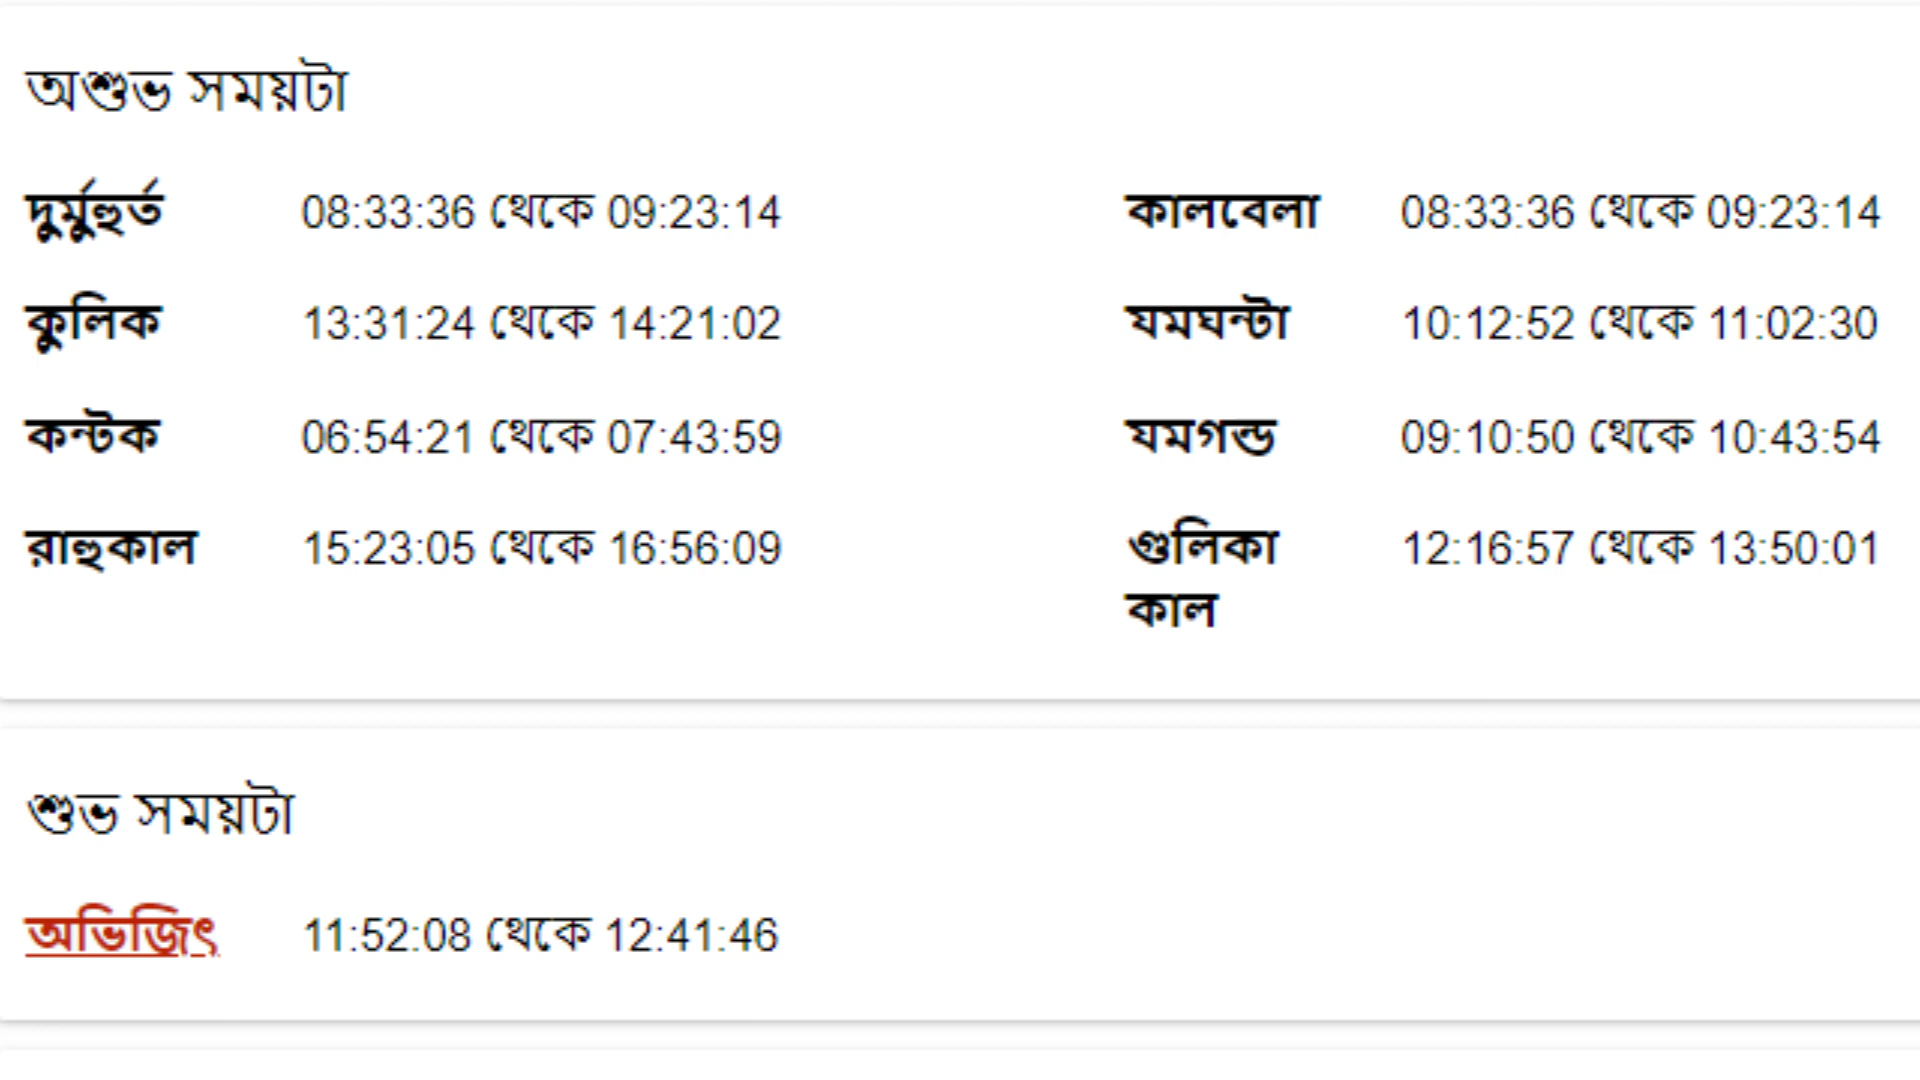 অশুভ সময়টা
দুর্মুহুর্ত 08:33:36 থেকে 09:23:14 কালবেলা 08:33:36 থেকে 09:23:14
কুলিক 13:31:24 থেকে 14:21:02 যমঘন্টা 10:12:52 থেকে 11:02:30
কন্টক 06:54:21 থেকে 07:43:59 যমগন্ড 09:10:50 থেকে 10:43:54
রাহুকাল 15:23:05 থেকে 16:56:09 গুলিকা 12:16:57 থেকে 13:50:01
কাল
শুভ সময়টা
অভিজিৎ 11:52:08 থেকে 12:41:46